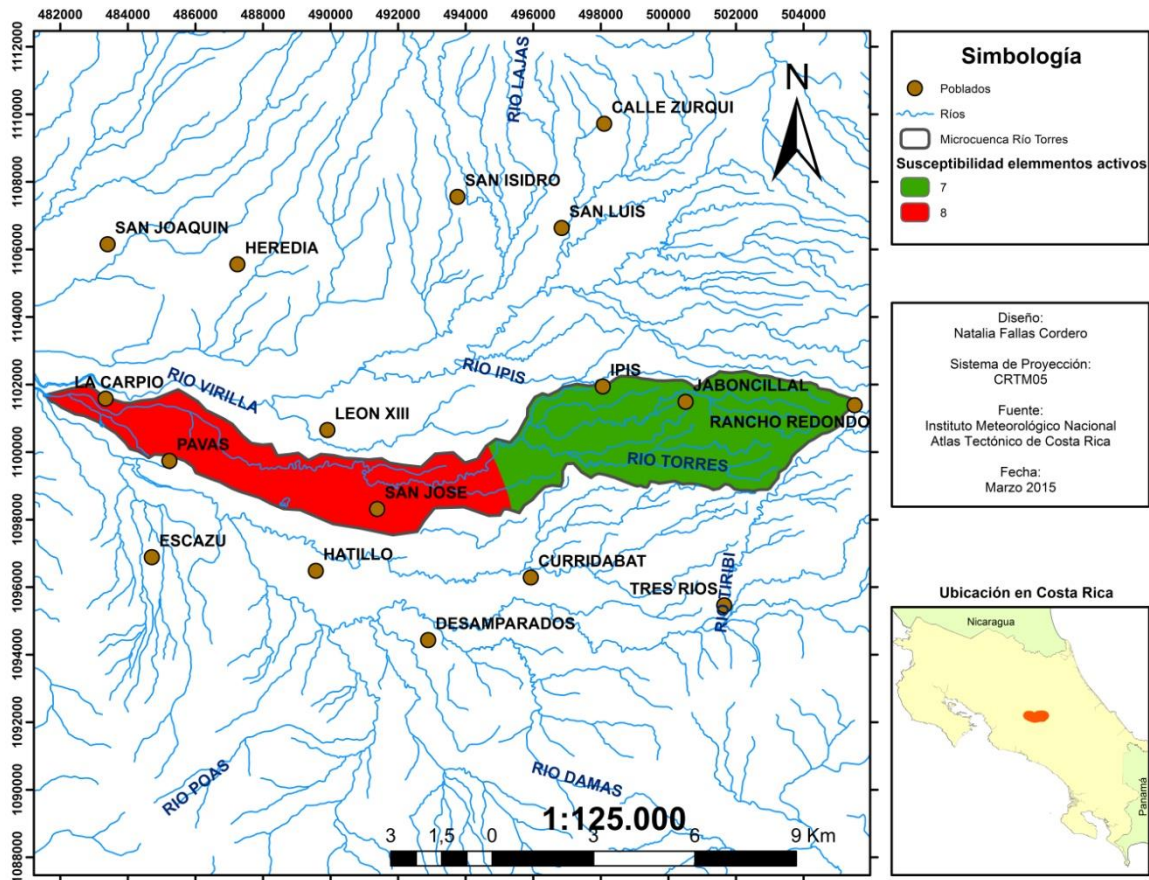 482000 484000 486000 488000 490000 492000 494000 496000 498000 500000 502000 504000
1112000
1110000
1108000
1106000
1104000
1102000
1100000
1098000
1096000
1094000
1092000
1090000
1088000
RIO LAJAS
N
CALLE ZURQUI
SAN ISIDRO
SAN LUIS
SAN JOAQUIN
HEREDIA
RIO IPIS
IPIS
LA CARPIO
RIO VIRILLA
JABONCILLAL
RANCHO REDONDO
LEON XIII
PAVAS
RIO TORRES
SAN JOSE
ESCAZU
HATILLO
CURRIDABAT
TRES RIOS
RIO TIRIBI
DESAMPARADOS
RIO POAS
RIO DAMAS
1:125.000
3 1,5 0 3 6 9 Km
Simbología
Poblados
Ríos
Microcuenca Río Torres
Susceptibilidad elemmentos activos
7
8
Diseño:
Natalia Fallas Cordero
Sistema de Proyección:
CRTM05
Fuente:
Instituto Meteorológico Nacional
Atlas Tectónico de Costa Rica
Fecha:
Marzo 2015
Ubicación en Costa Rica
Nicaragua
Panamá